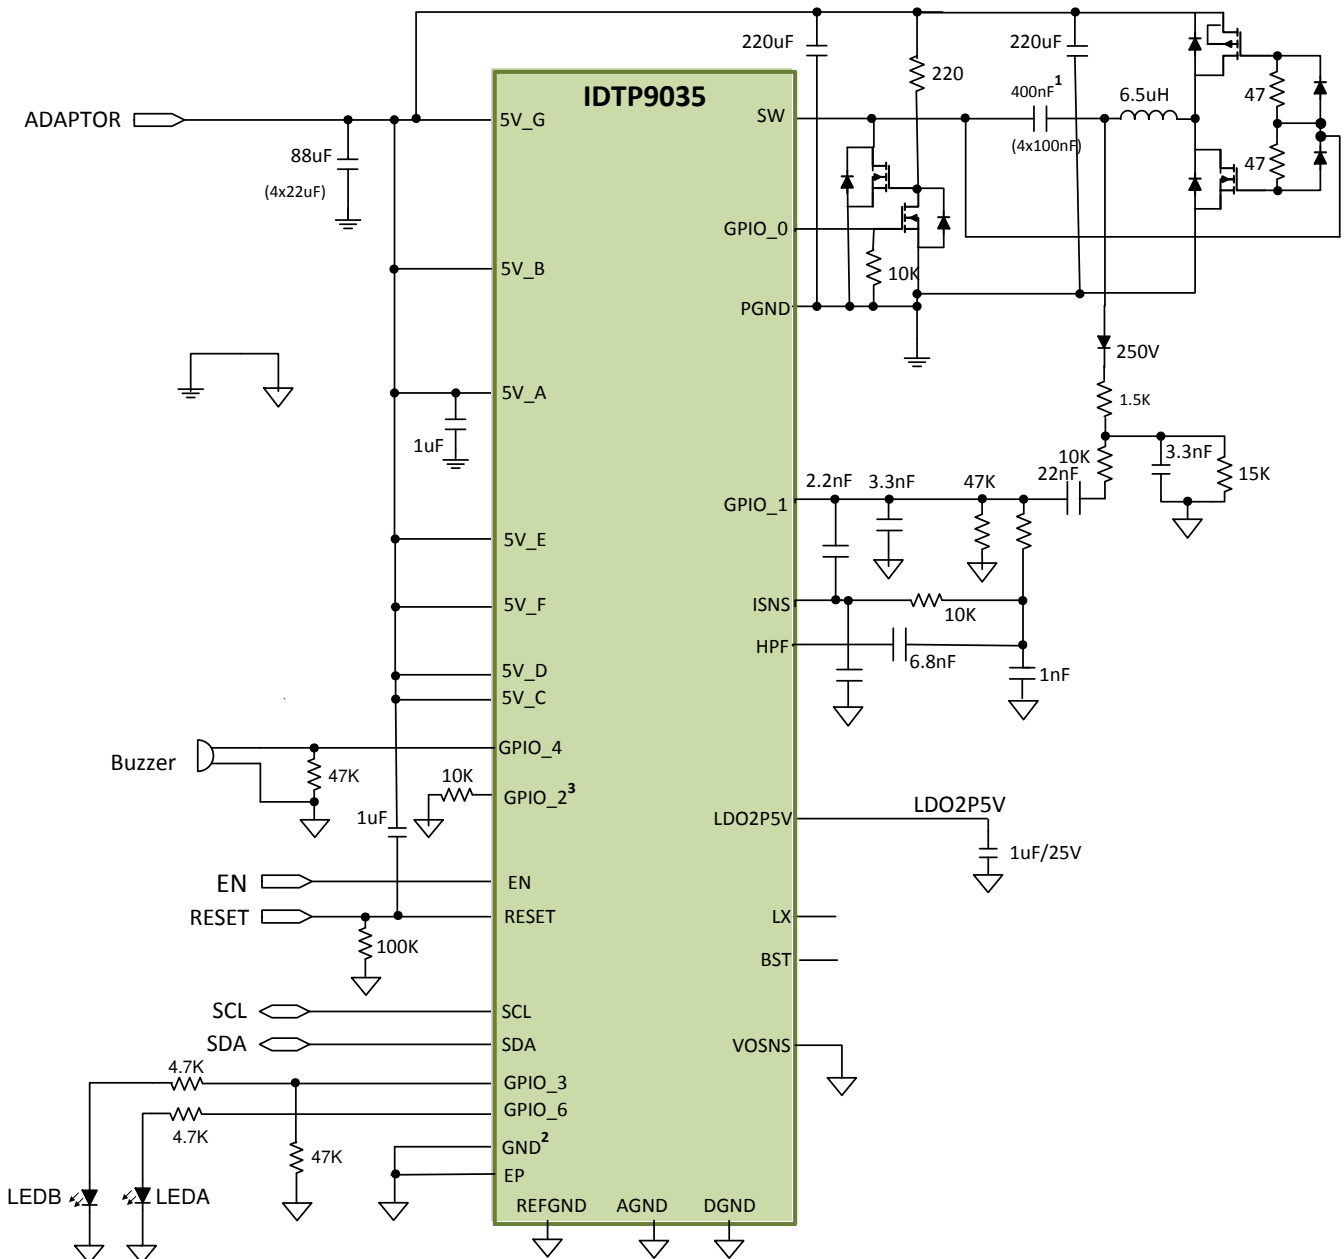 IDTP9035
ADAPTOR
88uF
(4x22uF)
5V_G
5V_B
5V_A
1uF
5V_E
5V_F
5V_D
5V_C
Buzzer
47K
GPIO_4
10K
GPIO_2³
1uF
EN
EN
RESET
RESET
100K
SCL
SCL
SDA
SDA
4.7K
GPIO_3
4.7K
GPIO_6
47K
GND²
EP
LEDB
LEDA
REFGND
AGND
DGND
220uF
220
220uF
SW
400nF¹
(4x100nF)
6.5uH
47
47
GPIO_0
10K
PGND
250V
1.5K
10K
22nF
3.3nF
15K
GPIO_1
2.2nF
3.3nF
47K
ISNS
10K
HPF
6.8nF
1nF
LDO2P5V
LDO2P5V
1uF/25V
LX
BST
VOSNS